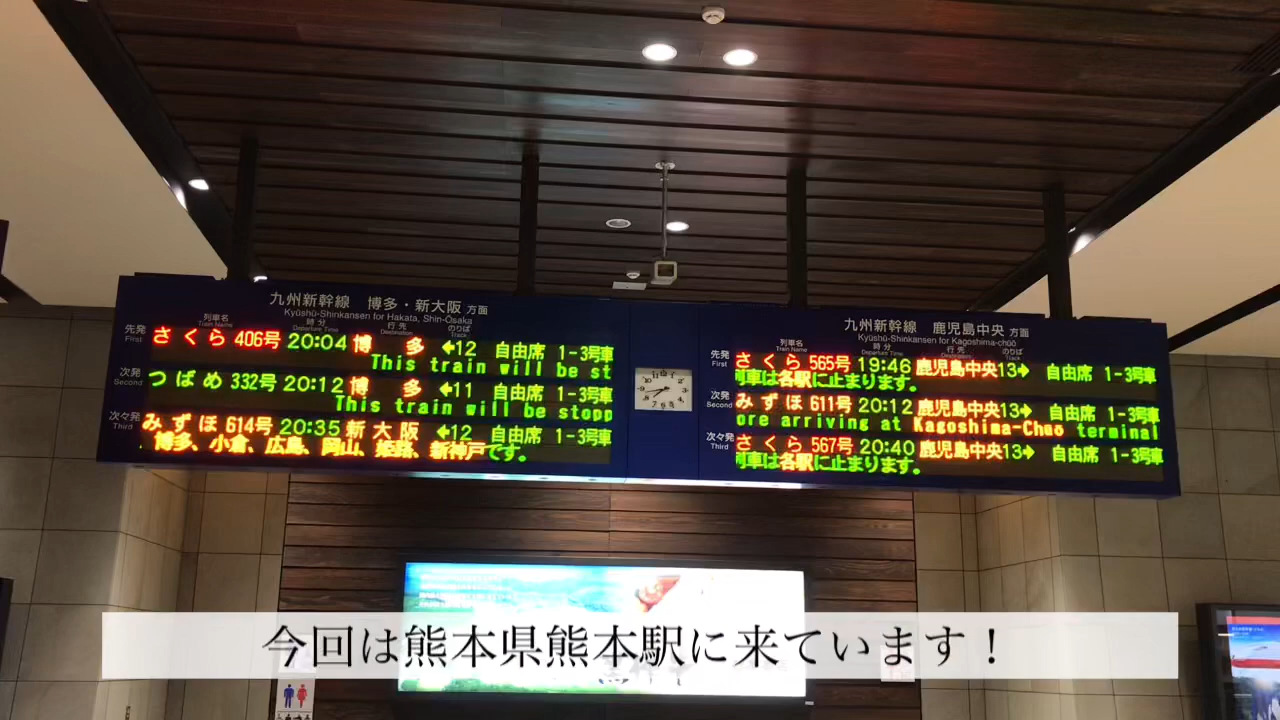 九州新幹線 博多・新大阪 方面
Kyūshū-Shinkansen for Hakata, Shin-Ōsaka
列車名 時分 行先 のりば
Train Name Departure Time Destination Track
先発 さくら 406号 20:04 博多 ←12 自由席 1-3号車
First
This train will be st
次発 つばめ 332号 20:12 博多 ←11 自由席 1-3号車
Second
This train will be stopp
次々発 みずほ 614号 20:35 新大阪 ←12 自由席 1-3号車
Third
博多、小倉、広島、岡山、姫路、新神戸です。
九州新幹線 鹿児島中央 方面
Kyūshū-Shinkansen for Kagoshima-chūō
列車名 時分 行先 のりば
Train Name Departure Time Destination Track
先発 さくら 565号 19:46 鹿児島中央 13→ 自由席 1-3号車
First
列車は各駅に止まります。
次発 みずほ 611号 20:12 鹿児島中央 13→ 自由席 1-3号車
Second
ore arriving at Kagoshima-Chuō terminal
次々発 さくら 567号 20:40 鹿児島中央 13→ 自由席 1-3号車
Third
列車は各駅に止まります。
今回は熊本県熊本駅に来ています！